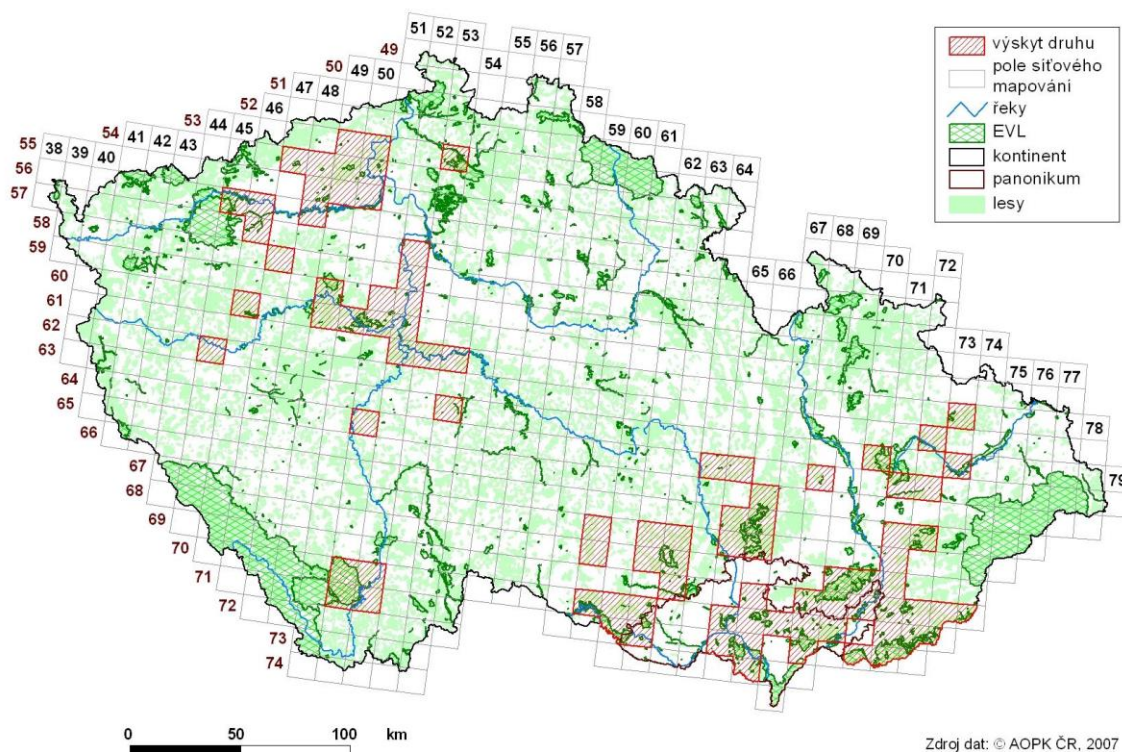 51 52 53
55 56 57
49
54
50 49 50
51 47 48
58
52 46
59 60 61
53 44 45
54 41 42 43
62 63 64
55 38 39 40
56
57
58
59
60
61
62
63
64
65
66
67
68
69
70
71
72
73
74
65 66
67 68 69
70
71
72
73 74
75 76 77
78
79
výskyt druhu
pole síťového
mapování
řeky
EVL
kontinent
panonikum
lesy
0 50 100 km
Zdroj dat: © AOPK ČR, 2007